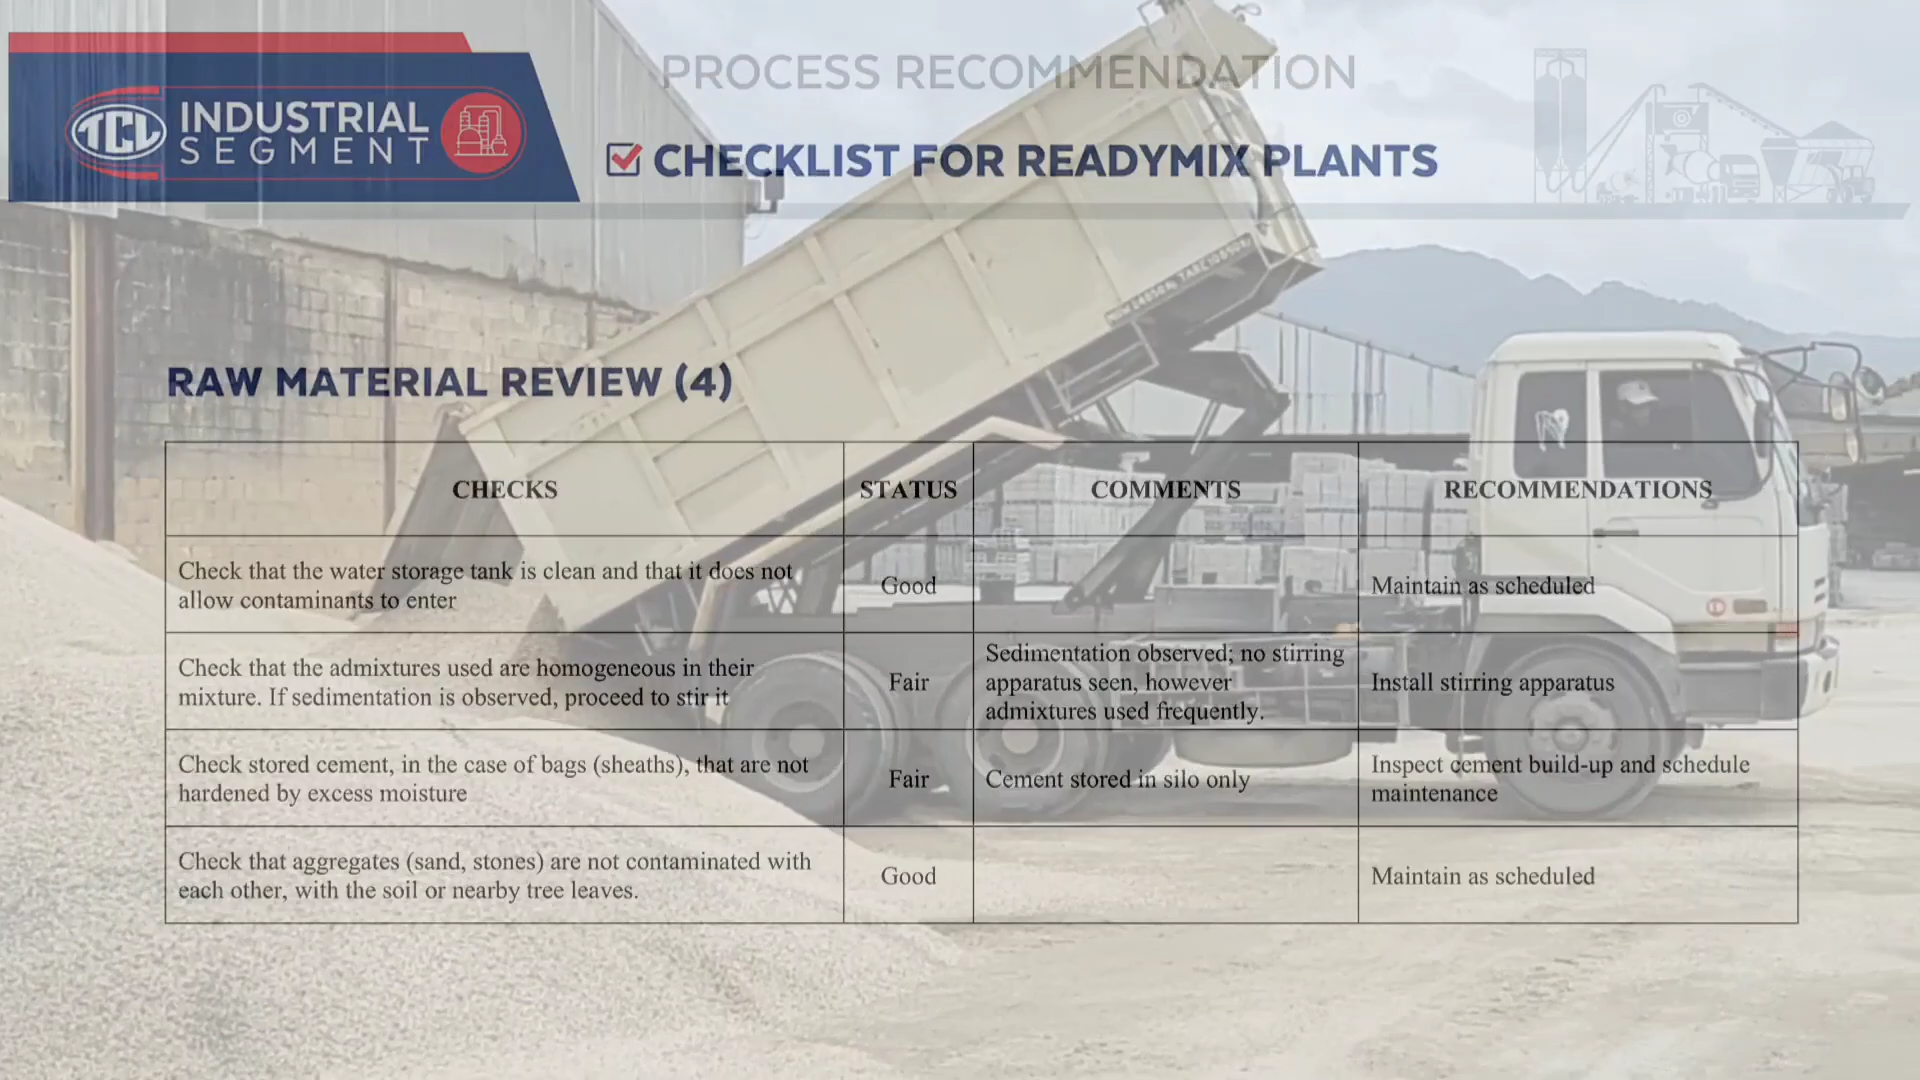 PROCESS RECOMMENDATION
TCL
INDUSTRIAL
SEGMENT
CHECKLIST FOR READYMIX PLANTS
RAW MATERIAL REVIEW (4)
CHECKS
STATUS
COMMENTS
RECOMMENDATIONS
Check that the water storage tank is clean and that it does not
allow contaminants to enter
Good
Maintain as scheduled
Check that the admixtures used are homogeneous in their
mixture. If sedimentation is observed, proceed to stir it
Fair
Sedimentation observed; no stirring
apparatus seen, however
admixtures used frequently.
Install stirring apparatus
Check stored cement, in the case of bags (sheaths), that are not
hardened by excess moisture
Fair
Cement stored in silo only
Inspect cement build-up and schedule
maintenance
Check that aggregates (sand, stones) are not contaminated with
each other, with the soil or nearby tree leaves.
Good
Maintain as scheduled